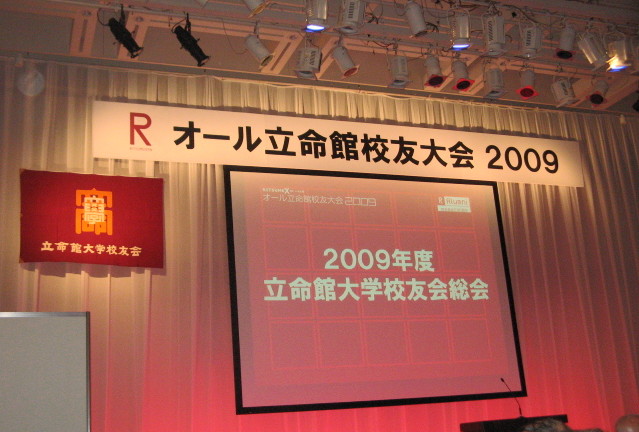 R
オール立命館校友大会 2009
立命館大学校友会
オール立命館校友大会 2009
Alumni
2009年度
立命館大学校友会総会